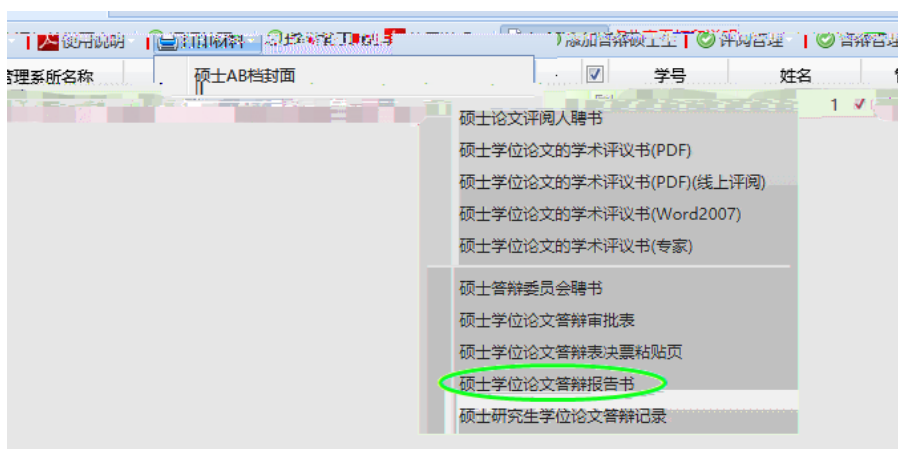 使用说明 打印材料 添加答辩硕士生 评阅管理 答辩管理
管理系所名称 硕士AB档封面 学号 姓名
1
硕士论文评阅人聘书
硕士学位论文的学术评议书(PDF)
硕士学位论文的学术评议书(PDF)(线上评阅)
硕士学位论文的学术评议书(Word2007)
硕士学位论文的学术评议书(专家)
硕士答辩委员会聘书
硕士学位论文答辩审批表
硕士学位论文答辩表决票粘贴页
硕士学位论文答辩报告书
硕士研究生学位论文答辩记录